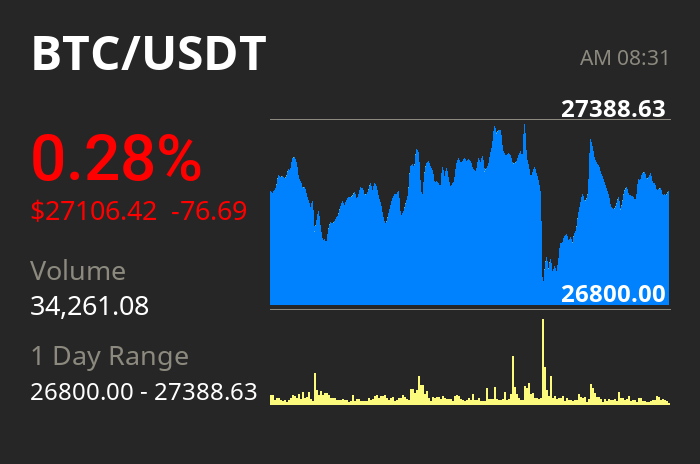 BTC/USDT
AM 08:31
27388.63
0.28%
$27106.42 -76.69
Volume
34,261.08
26800.00
1 Day Range
26800.00 - 27388.63